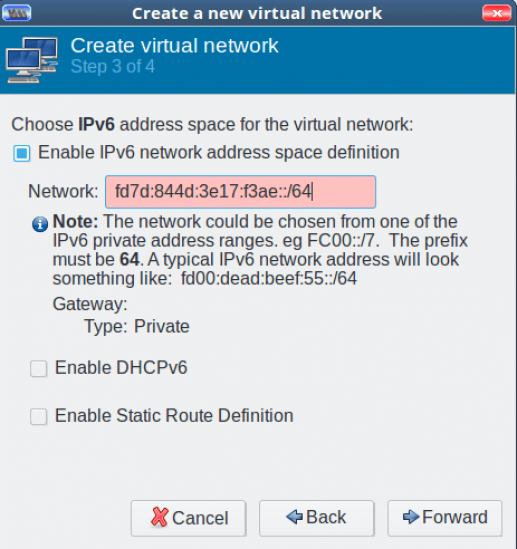 Create a new virtual network
Create virtual network
Step 3 of 4
Choose IPv6 address space for the virtual network:
Enable IPv6 network address space definition
Network: fd7d:844d:3e17:f3ae::/64
Note: The network could be chosen from one of the
IPv6 private address ranges. eg FC00::/7. The prefix
must be 64. A typical IPv6 network address will look
something like: fd00:dead:beef:55::/64
Gateway:
Type: Private
Enable DHCPv6
Enable Static Route Definition
Cancel
Back
Forward